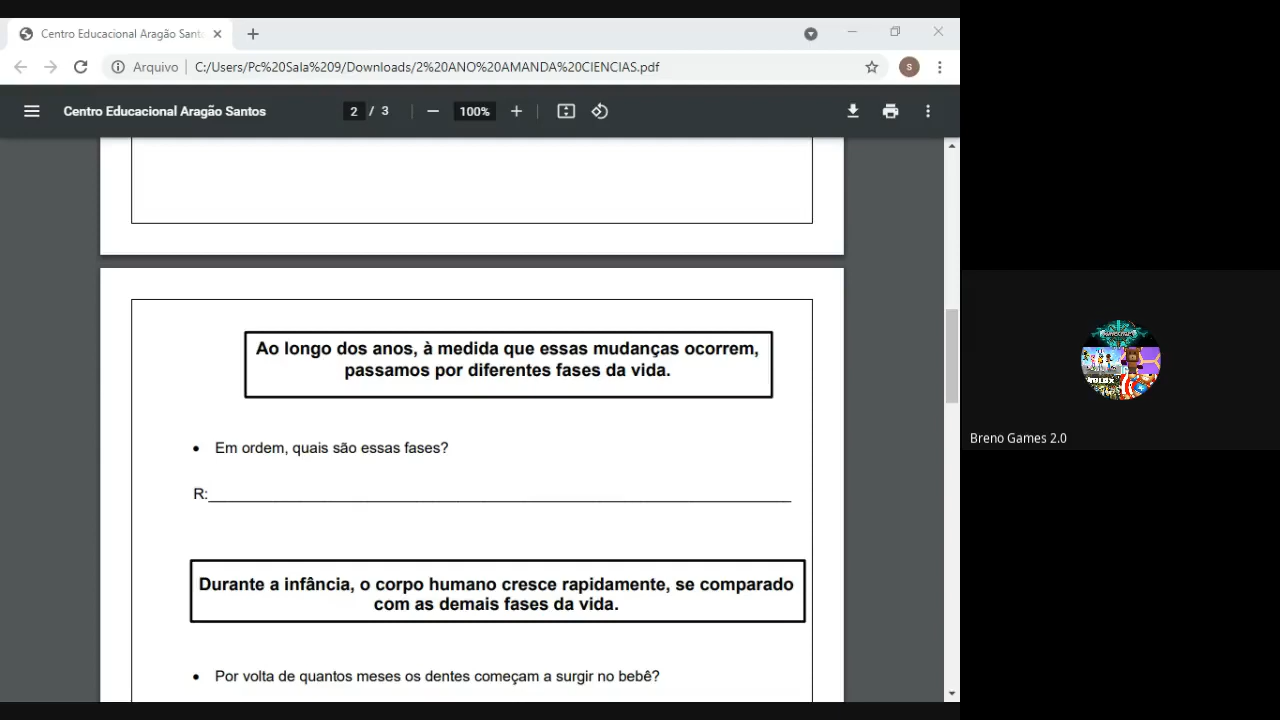 Centro Educacional Aragão Sant
Arquivo
C:/Users/Pc%20Sala%209/Downloads/2%20ANO%20AMANDA%20CIENCIAS.pdf
S
Centro Educacional Aragão Santos
2 / 3
100%
Ao longo dos anos, à medida que essas mudanças ocorrem,
passamos por diferentes fases da vida.
• Em ordem, quais são essas fases?
R:
Durante a infância, o corpo humano cresce rapidamente, se comparado
com as demais fases da vida.
• Por volta de quantos meses os dentes começam a surgir no bebê?
Breno Games 2.0